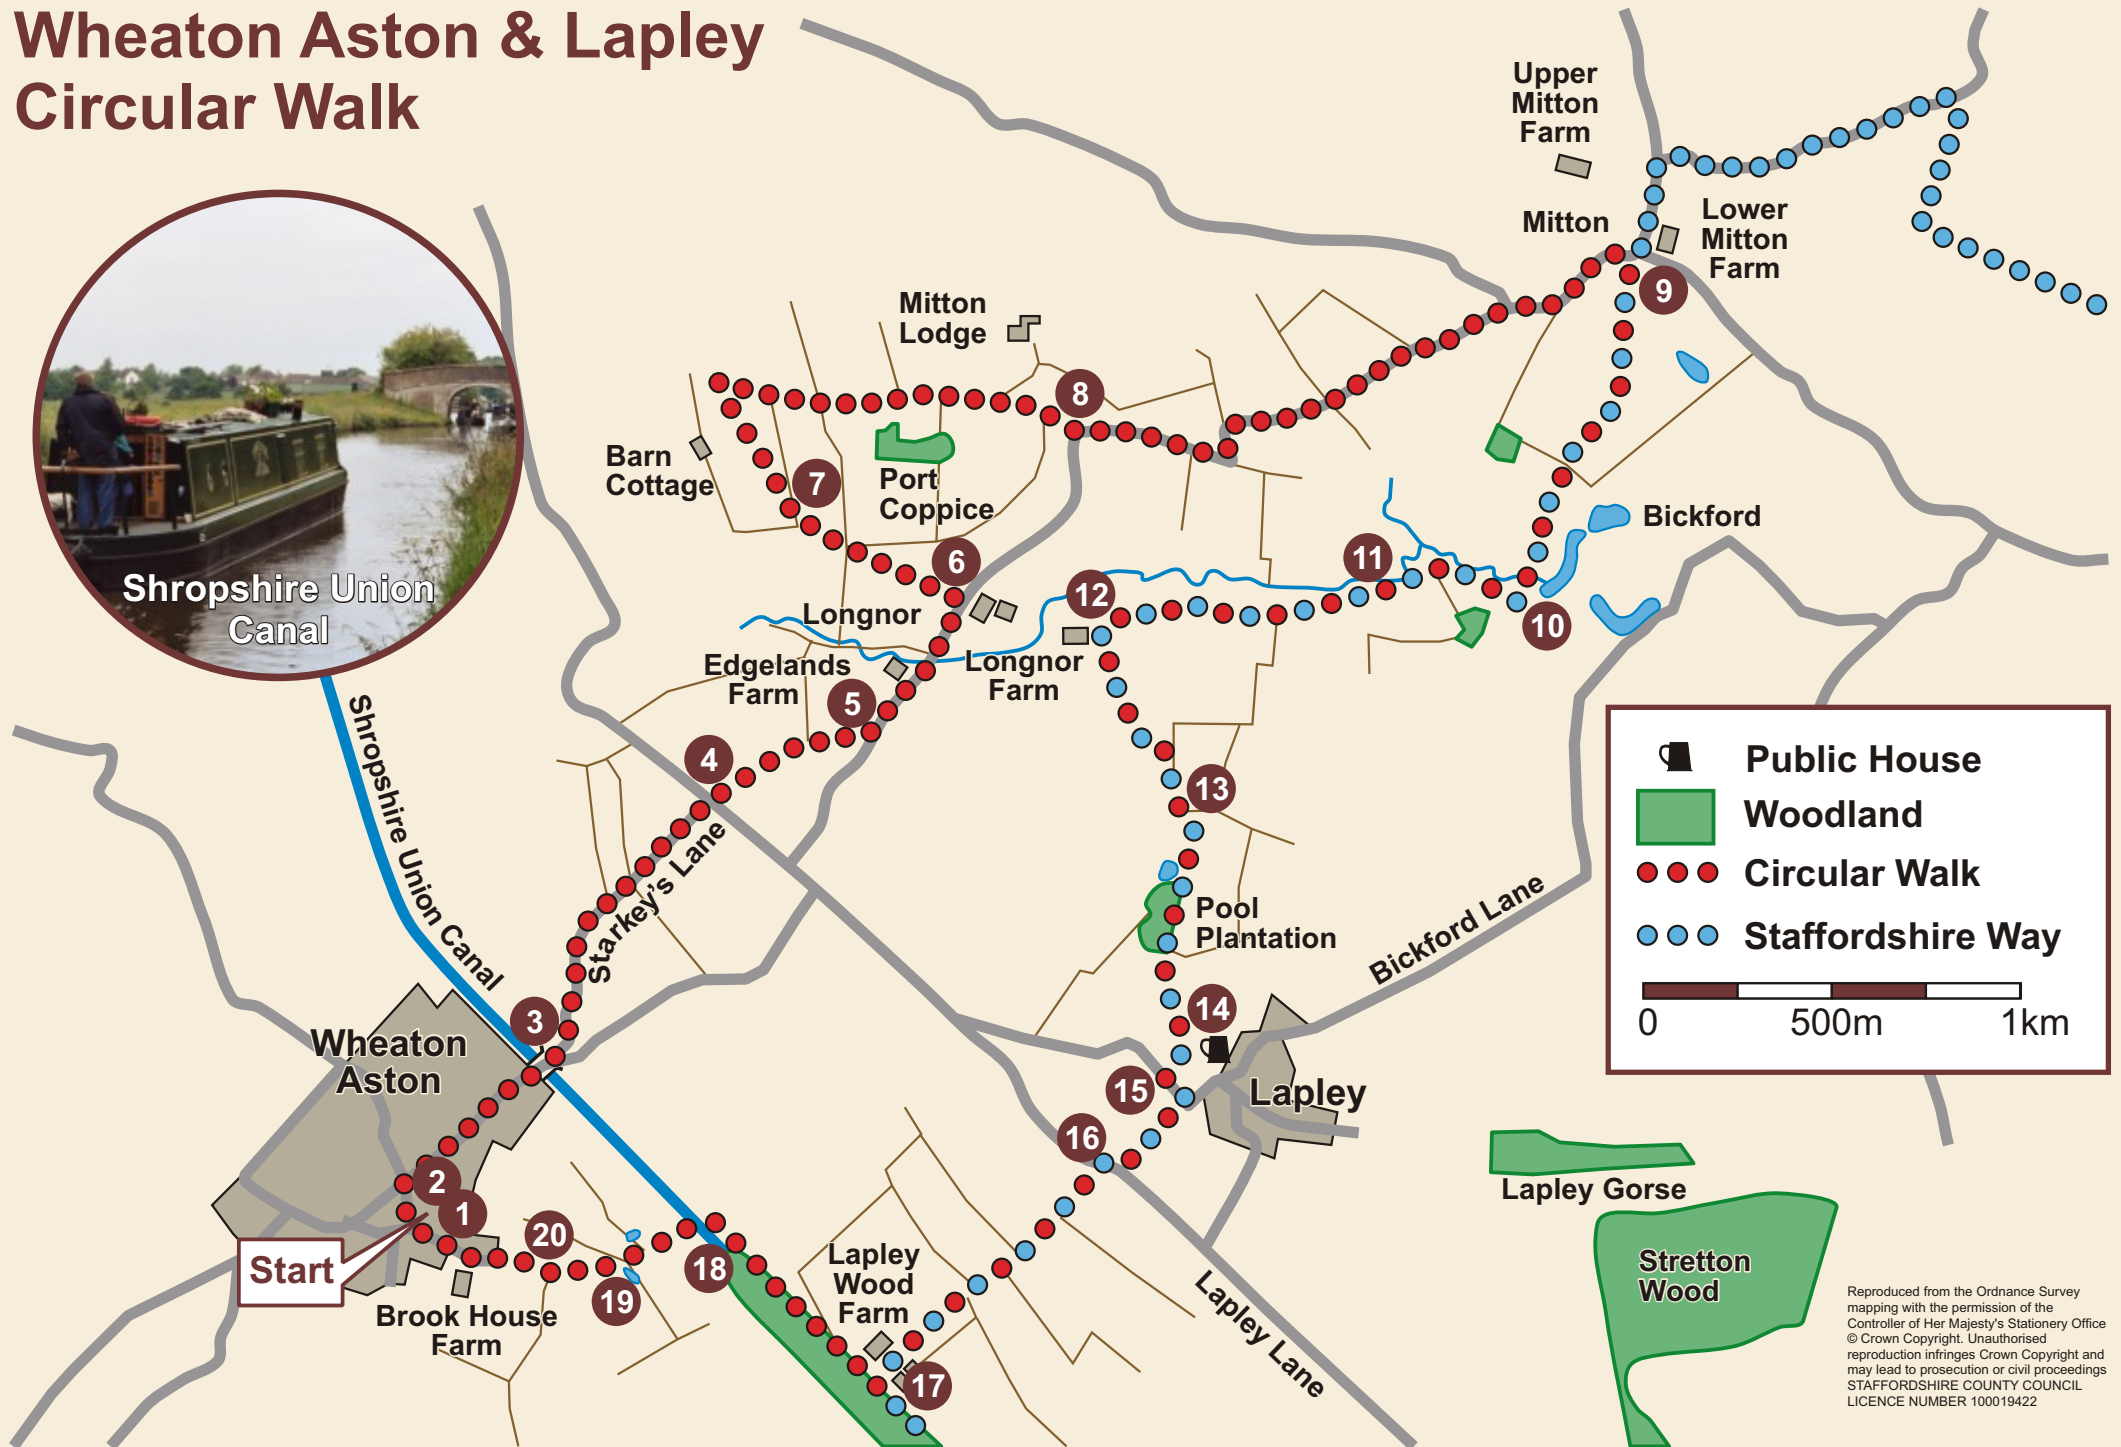 Wheaton Aston & Lapley
Circular Walk
Upper
Mitton
Farm
Mitton
Lower
Mitton
Farm
9
Mitton
Lodge
8
Barn
Cottage
7
Port
Coppice
Shropshire Union
Canal
6
Longnor
11
12
Bickford
10
Edgelands
Farm
Longnor
Farm
5
4
13
Shropshire Union Canal
Starkey's Lane
Pool
Plantation
Bickford Lane
Public House
Woodland
Circular Walk
Staffordshire Way
0
500m
1km
3
14
Wheaton
Aston
15
Lapley
16
2
1
Start
20
19
18
Brook House
Farm
Lapley
Wood
Farm
17
Lapley Lane
Lapley Gorse
Stretton
Wood
Reproduced from the Ordnance Survey
mapping with the permission of the
Controller of Her Majesty's Stationery Office
© Crown Copyright. Unauthorised
reproduction infringes Crown Copyright and
may lead to prosecution or civil proceedings
STAFFORDSHIRE COUNTY COUNCIL
LICENCE NUMBER 100019422